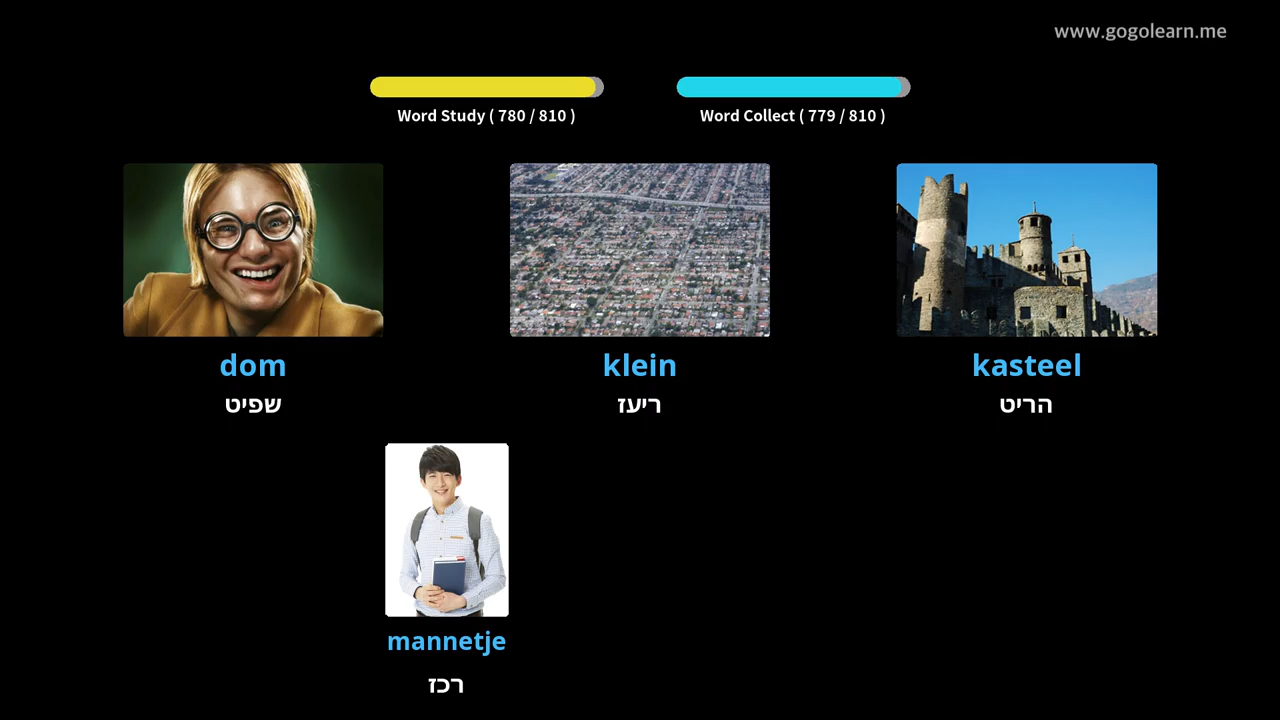 www.gogolearn.me
Word Study ( 780 / 810 )
Word Collect ( 779 / 810 )
dom
שפיט
klein
ריעז
kasteel
הריט
mannetje
רכז